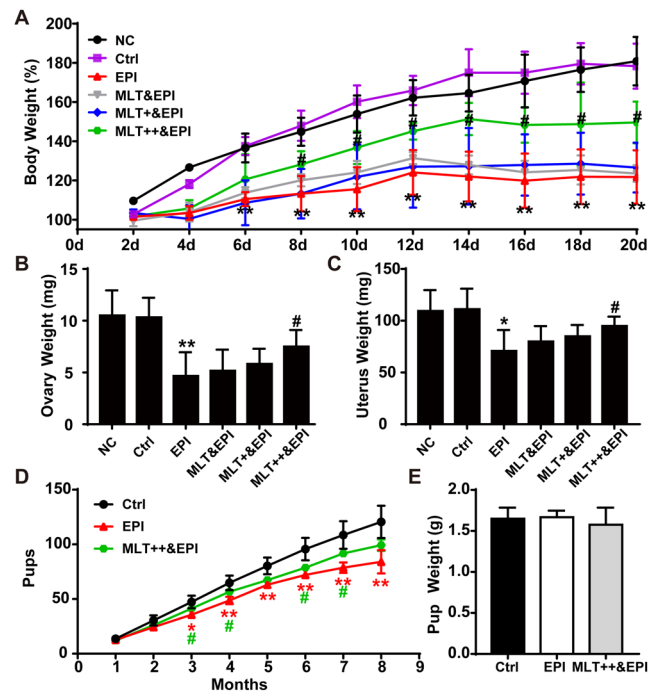 A
NC
Ctrl
EPI
MLT&EPI
MLT+&EPI
MLT++&EPI
Body Weight (%)
200
180
160
140
120
100
# # # # # # #
** ** ** ** ** ** ** **
0d 2d 4d 6d 8d 10d 12d 14d 16d 18d 20d
B
Ovary Weight (mg)
15
10
5
0
**
#
NC Ctrl EPI MLT&EPI MLT+&EPI MLT++&EPI
C
Uterus Weight (mg)
150
100
50
0
*
#
NC Ctrl EPI MLT&EPI MLT+&EPI MLT++&EPI
D
Ctrl
EPI
MLT++&EPI
Pups
150
100
50
0
* ** ** ** ** **
# # # #
0 1 2 3 4 5 6 7 8 9
Months
E
Pup Weight (g)
2.0
1.5
1.0
0.5
0.0
Ctrl EPI MLT++&EPI